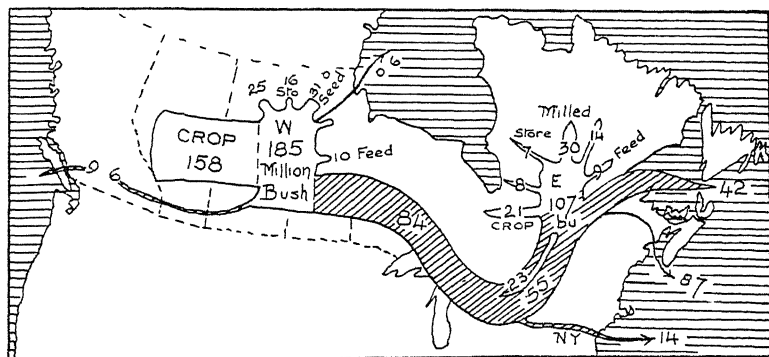 25
16
Sto
31
Seed
6
CROP
158
W
185
Million
Bush
10 Feed
9
6
84
Milled
30
14
Store
7
9 Feed
8
E
107
bu
21
CROP
42
23
55
87
NY
14